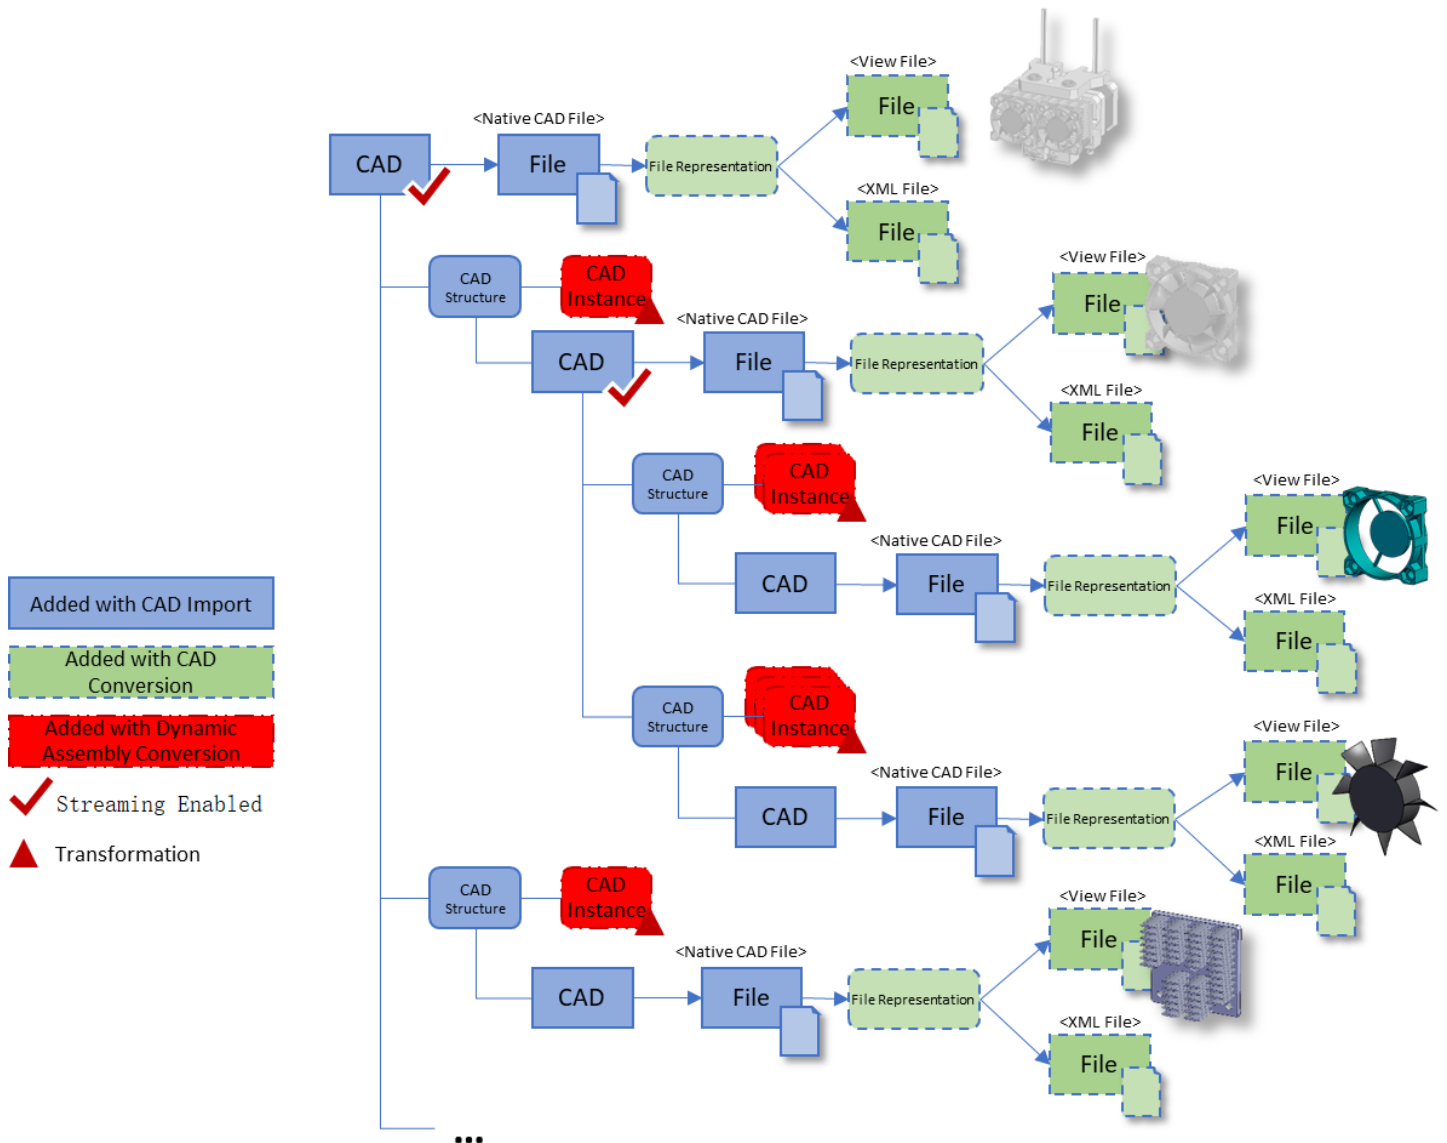 <View File>
File
<Native CAD File>
CAD
File
File Representation
<XML File>
File
CAD
Structure
CAD
Instance
<View File>
File
<Native CAD File>
CAD
File
File Representation
<XML File>
File
CAD
Structure
CAD
Instance
<View File>
File
<Native CAD File>
CAD
File
File Representation
<XML File>
File
Added with CAD Import
Added with CAD
Conversion
Added with Dynamic
Assembly Conversion
Streaming Enabled
Transformation
CAD
Structure
CAD
Instance
<View File>
File
<Native CAD File>
CAD
File
File Representation
<XML File>
File
CAD
Structure
CAD
Instance
<View File>
File
<Native CAD File>
CAD
File
File Representation
<XML File>
File
...